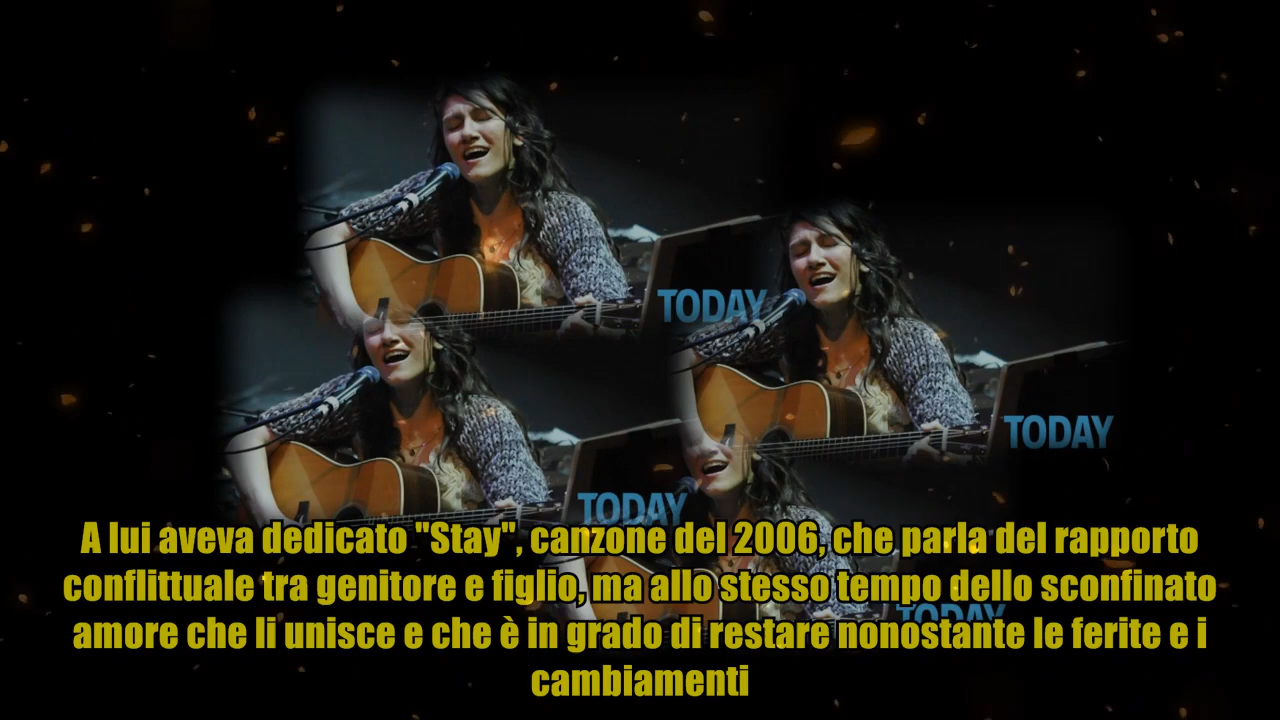 TODAY
TODAY
TODAY
TODAY
A lui aveva dedicato "Stay", canzone del 2006, che parla del rapporto
conflittuale tra genitore e figlio, ma allo stesso tempo dello sconfinato
amore che li unisce e che è in grado di restare nonostante le ferite e i
cambiamenti